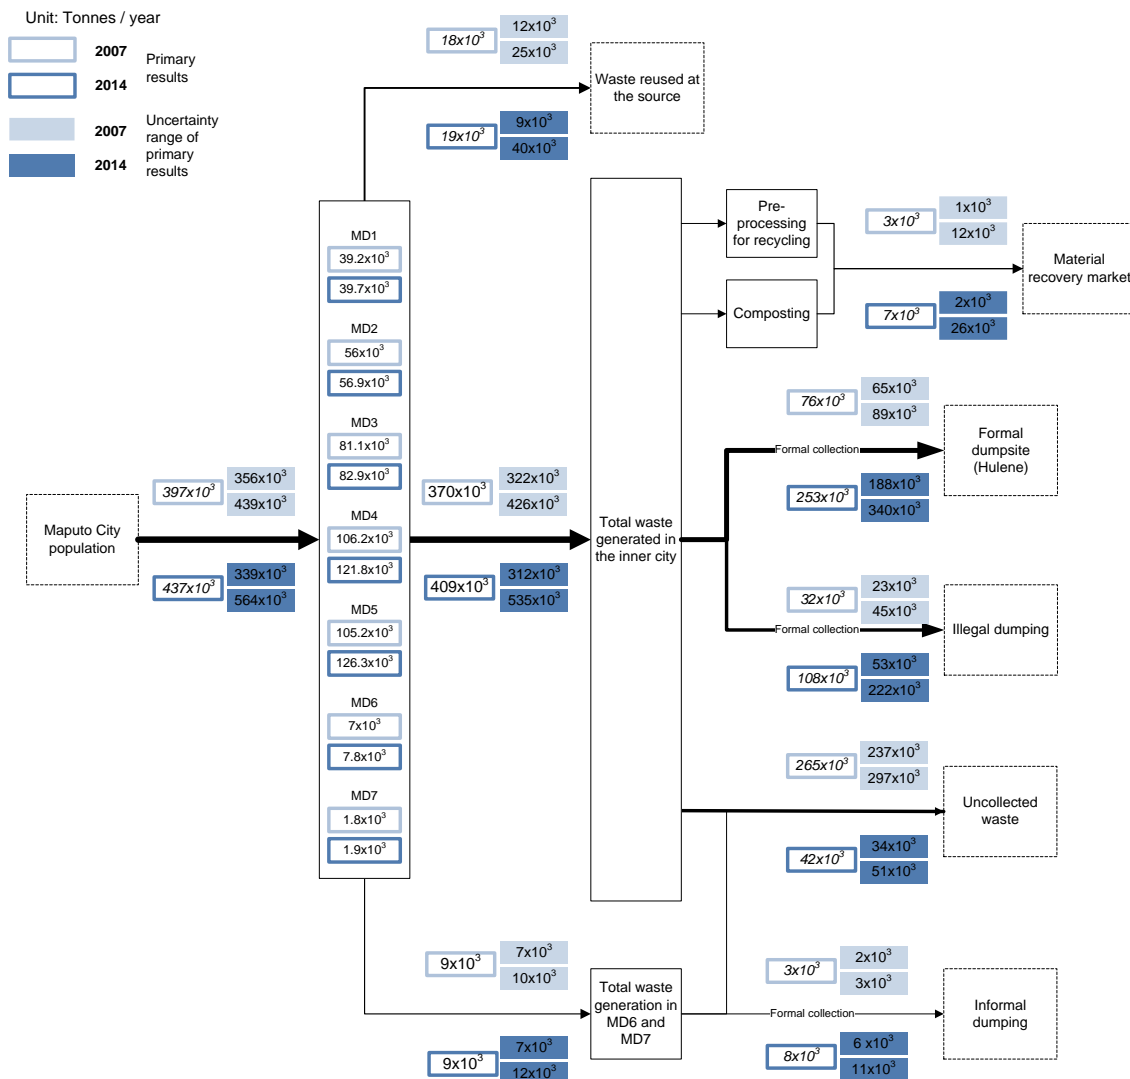 Unit: Tonnes / year
2007
2014
Primary
results
2007
2014
Uncertainty
range of
primary
results
18x10³
12x10³
25x10³
19x10³
9x10³
40x10³
Waste reused at
the source
MD1
39.2x10³
39.7x10³
MD2
56x10³
56.9x10³
MD3
81.1x10³
82.9x10³
MD4
106.2x10³
121.8x10³
MD5
105.2x10³
126.3x10³
MD6
7x10³
7.8x10³
MD7
1.8x10³
1.9x10³
Maputo City
population
397x10³
356x10³
439x10³
437x10³
339x10³
564x10³
370x10³
322x10³
426x10³
409x10³
312x10³
535x10³
Total waste
generated in
the inner city
Pre-
processing
for recycling
Composting
3x10³
1x10³
12x10³
7x10³
2x10³
26x10³
Material
recovery market
76x10³
65x10³
89x10³
Formal collection
253x10³
188x10³
340x10³
Formal
dumpsite
(Hulene)
32x10³
23x10³
45x10³
Formal collection
108x10³
53x10³
222x10³
Illegal dumping
265x10³
237x10³
297x10³
42x10³
34x10³
51x10³
Uncollected
waste
9x10³
7x10³
10x10³
9x10³
7x10³
12x10³
Total waste
generation in
MD6 and
MD7
3x10³
2x10³
3x10³
Formal collection
8x10³
6 x10³
11x10³
Informal
dumping